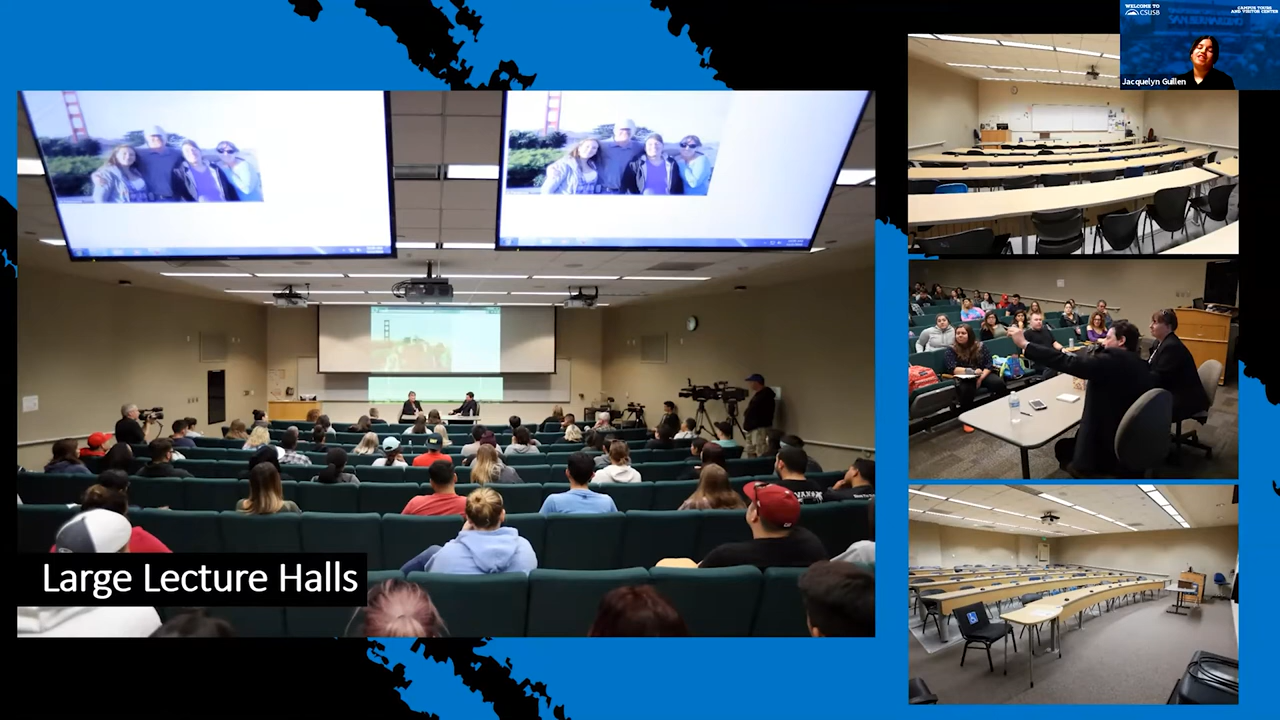 WELCOME TO
CSUSB
CAMPUS TOURS
AND VISITOR CENTER
Jacquelyn Guillen
Large Lecture Halls